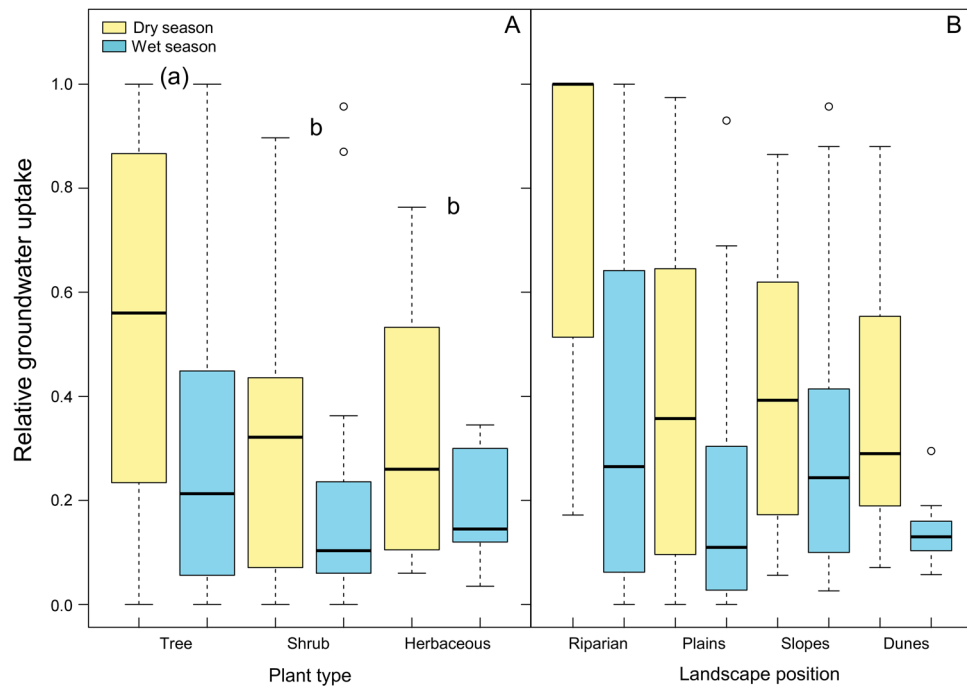 Dry season
Wet season
A
B
(a)
b
b
Relative groundwater uptake
1.0
0.8
0.6
0.4
0.2
0.0
Tree Shrub Herbaceous
Riparian Plains Slopes Dunes
Plant type
Landscape position